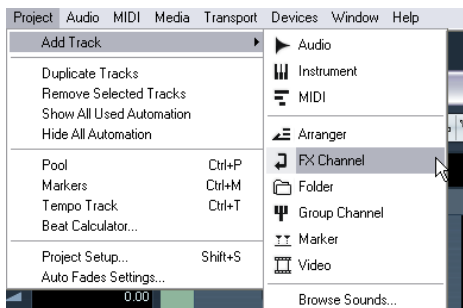 Project Audio MIDI Media Transport Devices Window Help
Add Track
Duplicate Tracks
Remove Selected Tracks
Show All Used Automation
Hide All Automation
Pool Ctrl+P
Markers Ctrl+M
Tempo Track Ctrl+T
Beat Calculator...
Project Setup... Shift+S
Auto Fades Settings...
0.00
Audio
Instrument
MIDI
Arranger
FX Channel
Folder
Group Channel
Marker
Video
Browse Sounds...